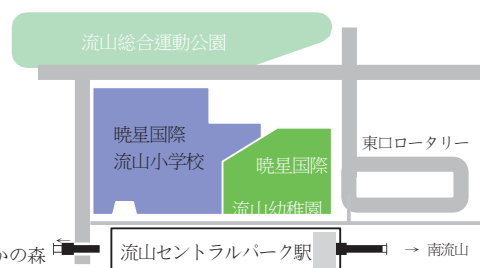 流山総合運動公園
暁星国際
流山小学校
暁星国際
流山幼稚園
東口ロータリー
かの森
←
流山セントラルパーク駅
→ 南流山